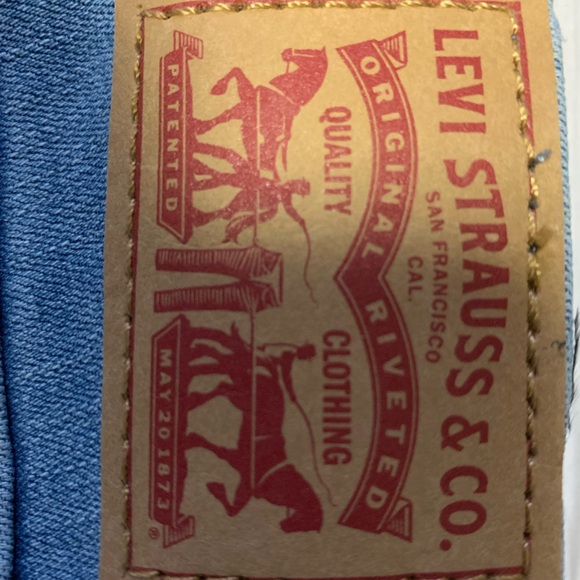 LEVI STRAUSS & CO.
SAN FRANCISCO
CAL.
ORIGINAL RIVETED
QUALITY CLOTHING
PATENTED MAY 20 1873 ®